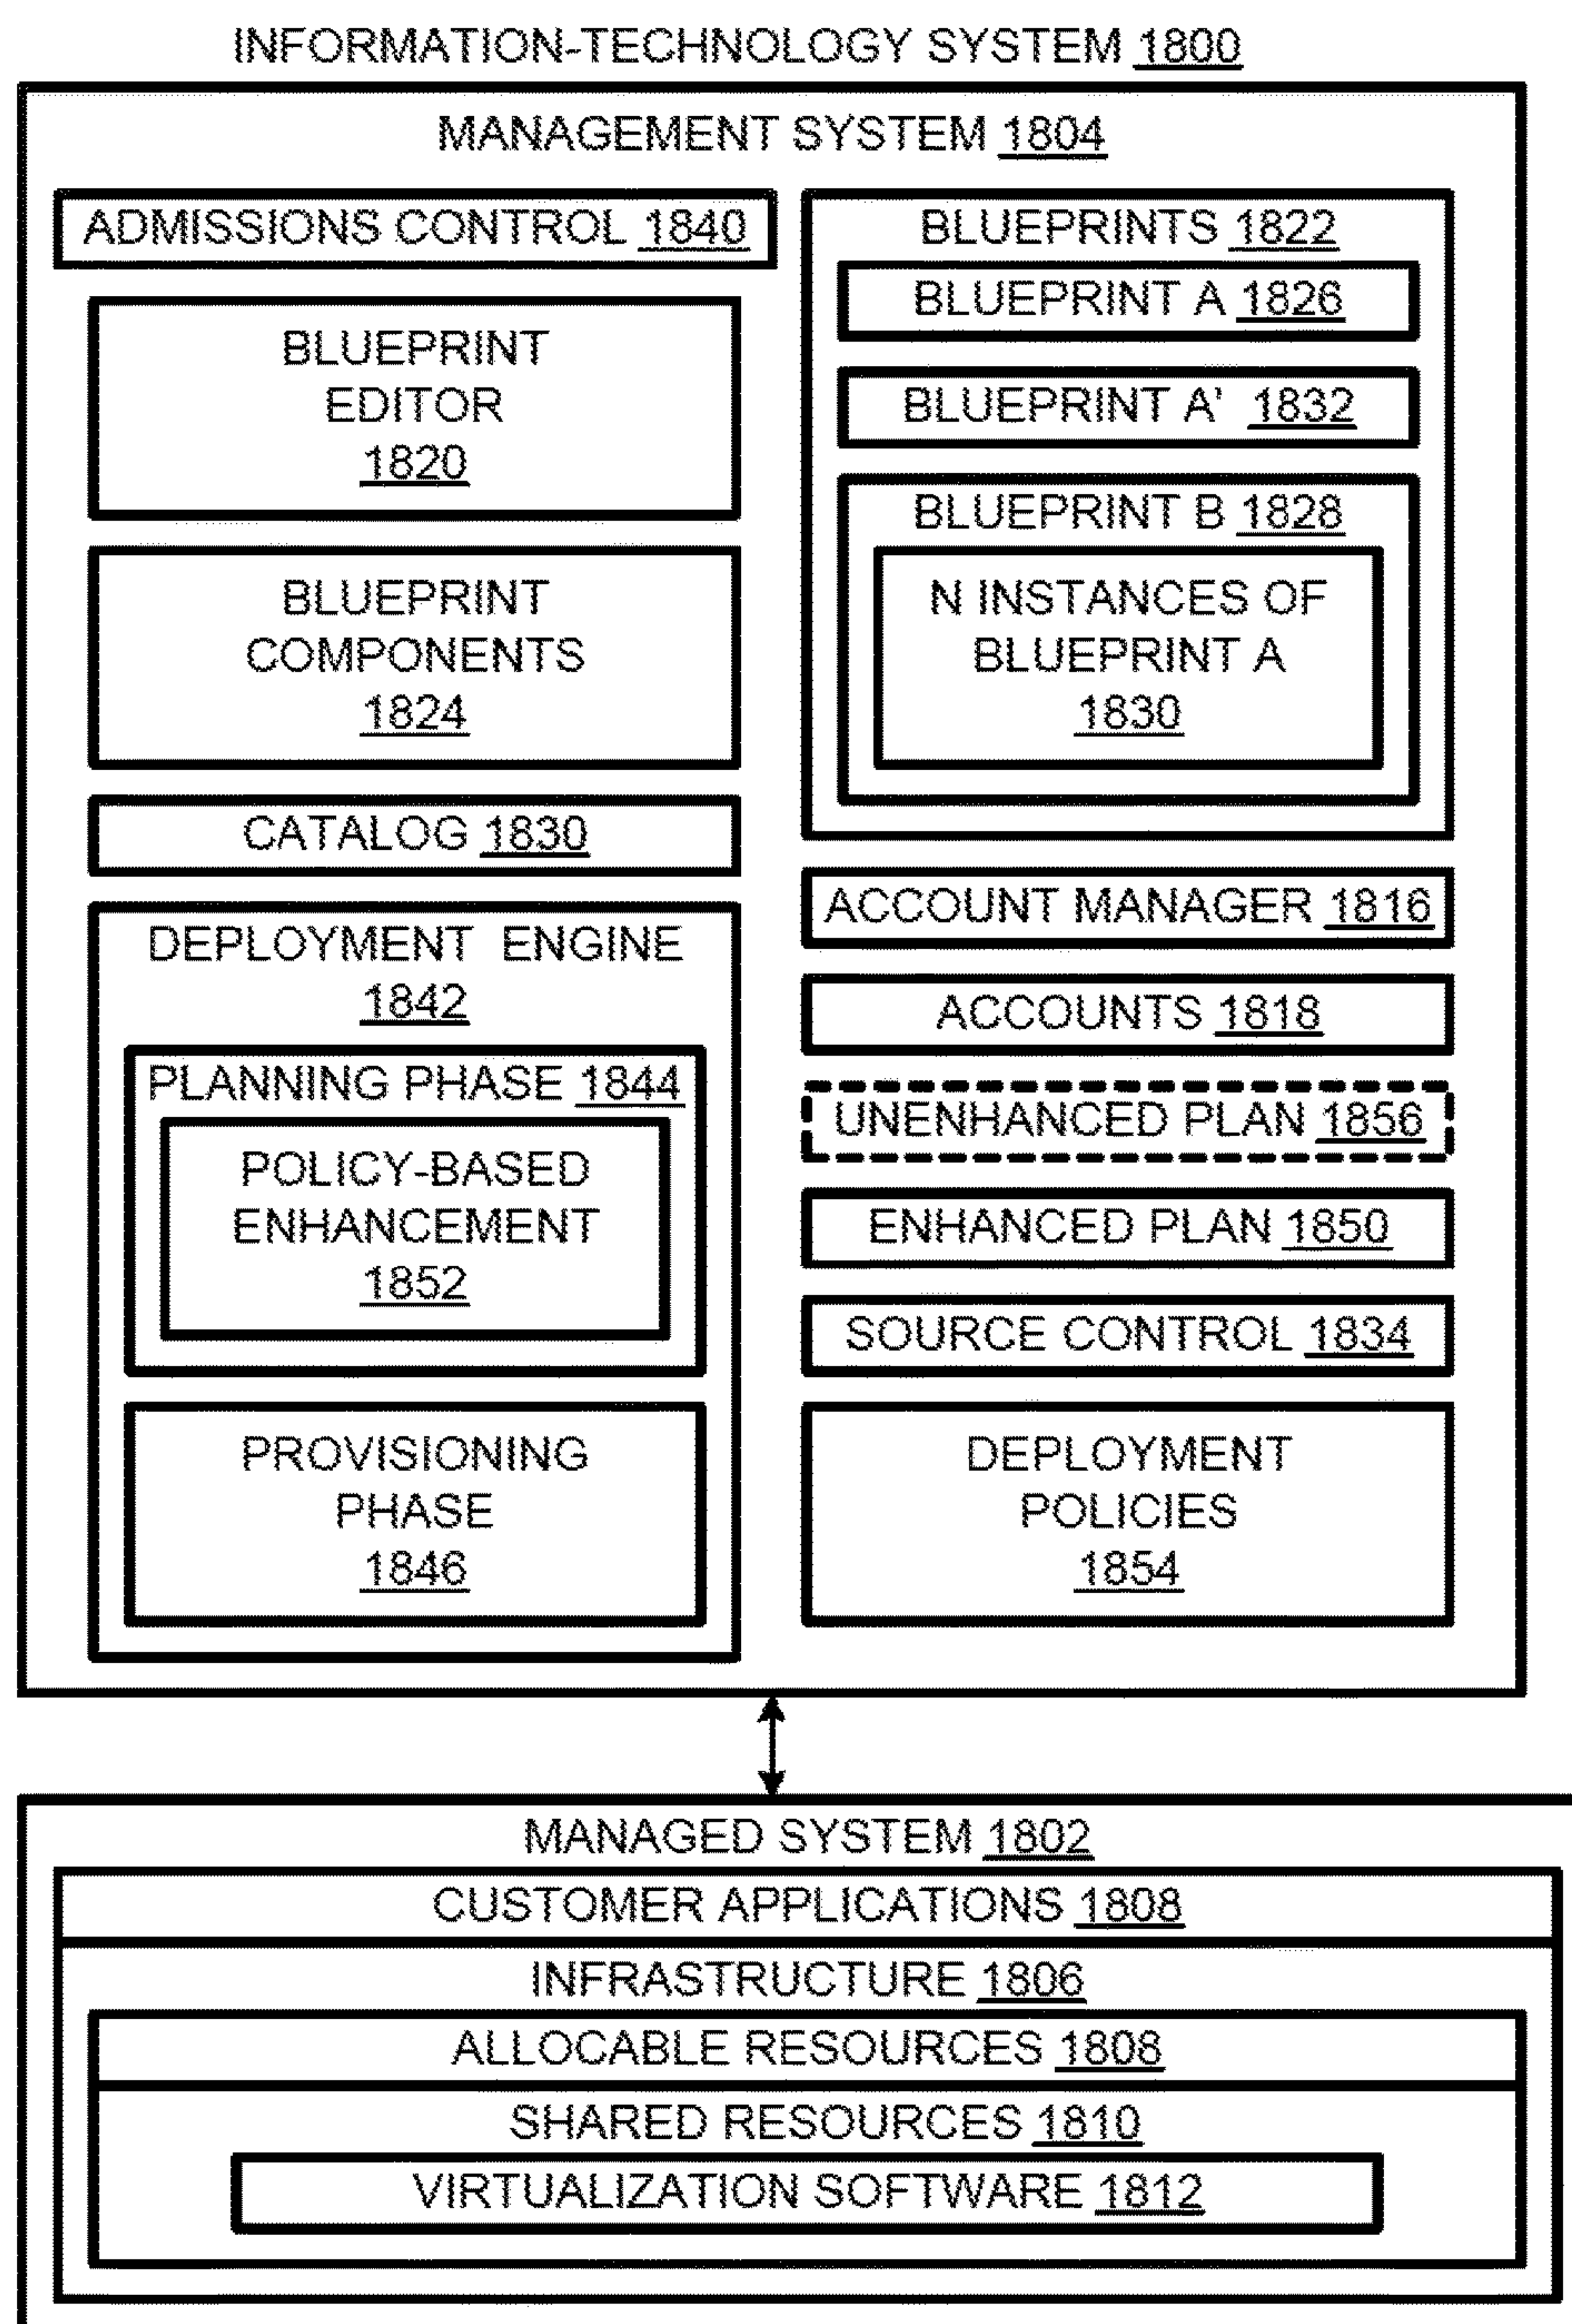 INFORMATION-TECHNOLOGY SYSTEM 1800
MANAGEMENT SYSTEM 1804
ADMISSIONS CONTROL 1840
BLUEPRINT
EDITOR
1820
BLUEPRINT
COMPONENTS
1824
CATALOG 1830
DEPLOYMENT ENGINE
1842
PLANNING PHASE 1844
POLICY-BASED
ENHANCEMENT
1852
PROVISIONING
PHASE
1846
BLUEPRINTS 1822
BLUEPRINT A 1826
BLUEPRINT A' 1832
BLUEPRINT B 1828
N INSTANCES OF
BLUEPRINT A
1830
ACCOUNT MANAGER 1816
ACCOUNTS 1818
UNENHANCED PLAN 1856
ENHANCED PLAN 1850
SOURCE CONTROL 1834
DEPLOYMENT
POLICIES
1854
MANAGED SYSTEM 1802
CUSTOMER APPLICATIONS 1808
INFRASTRUCTURE 1806
ALLOCABLE RESOURCES 1808
SHARED RESOURCES 1810
VIRTUALIZATION SOFTWARE 1812